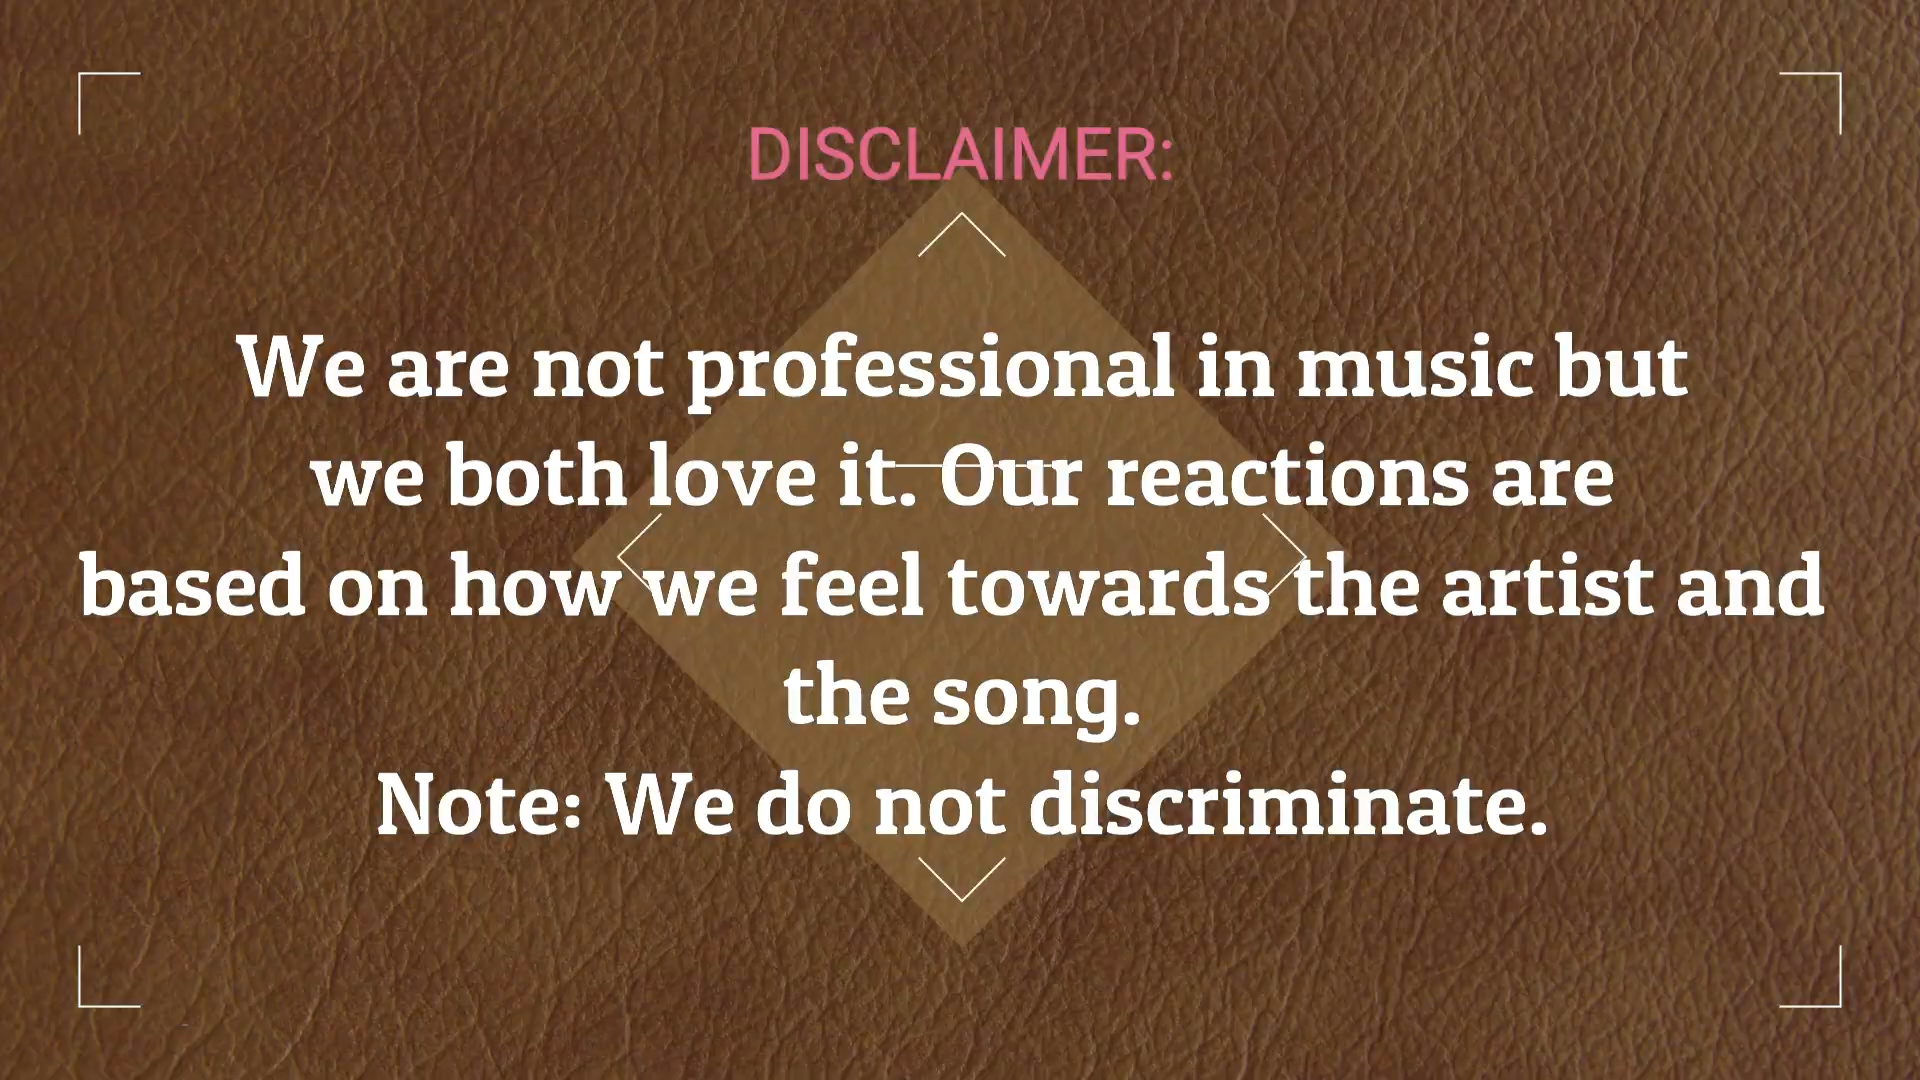 DISCLAIMER:
We are not professional in music but
we both love it. Our reactions are
based on how we feel towards the artist and
the song.
Note: We do not discriminate.